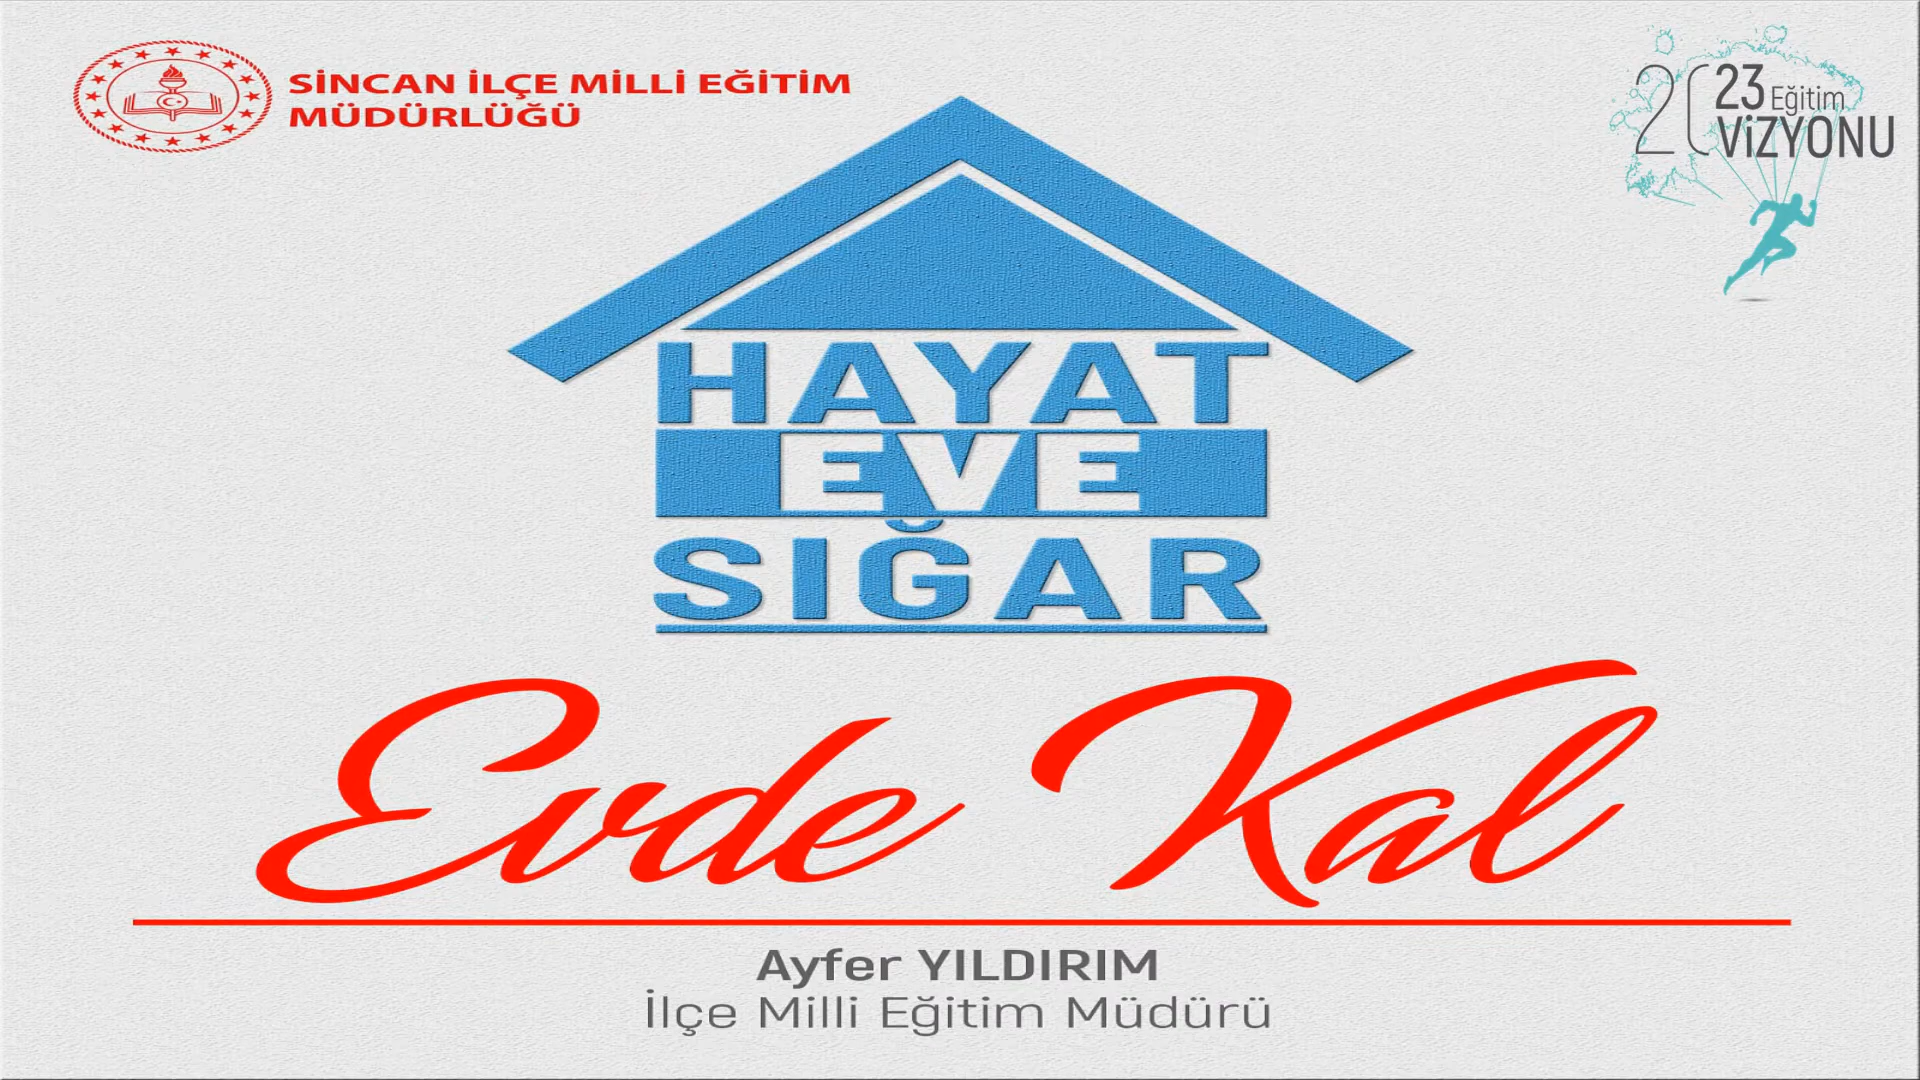 SİNCAN İLÇE MİLLİ EĞİTİM
MÜDÜRLÜĞÜ
2023 Eğitim
VİZYONU
HAYAT
EVE
SIĞAR
Evde Kal
Ayfer YILDIRIM
İlçe Milli Eğitim Müdürü